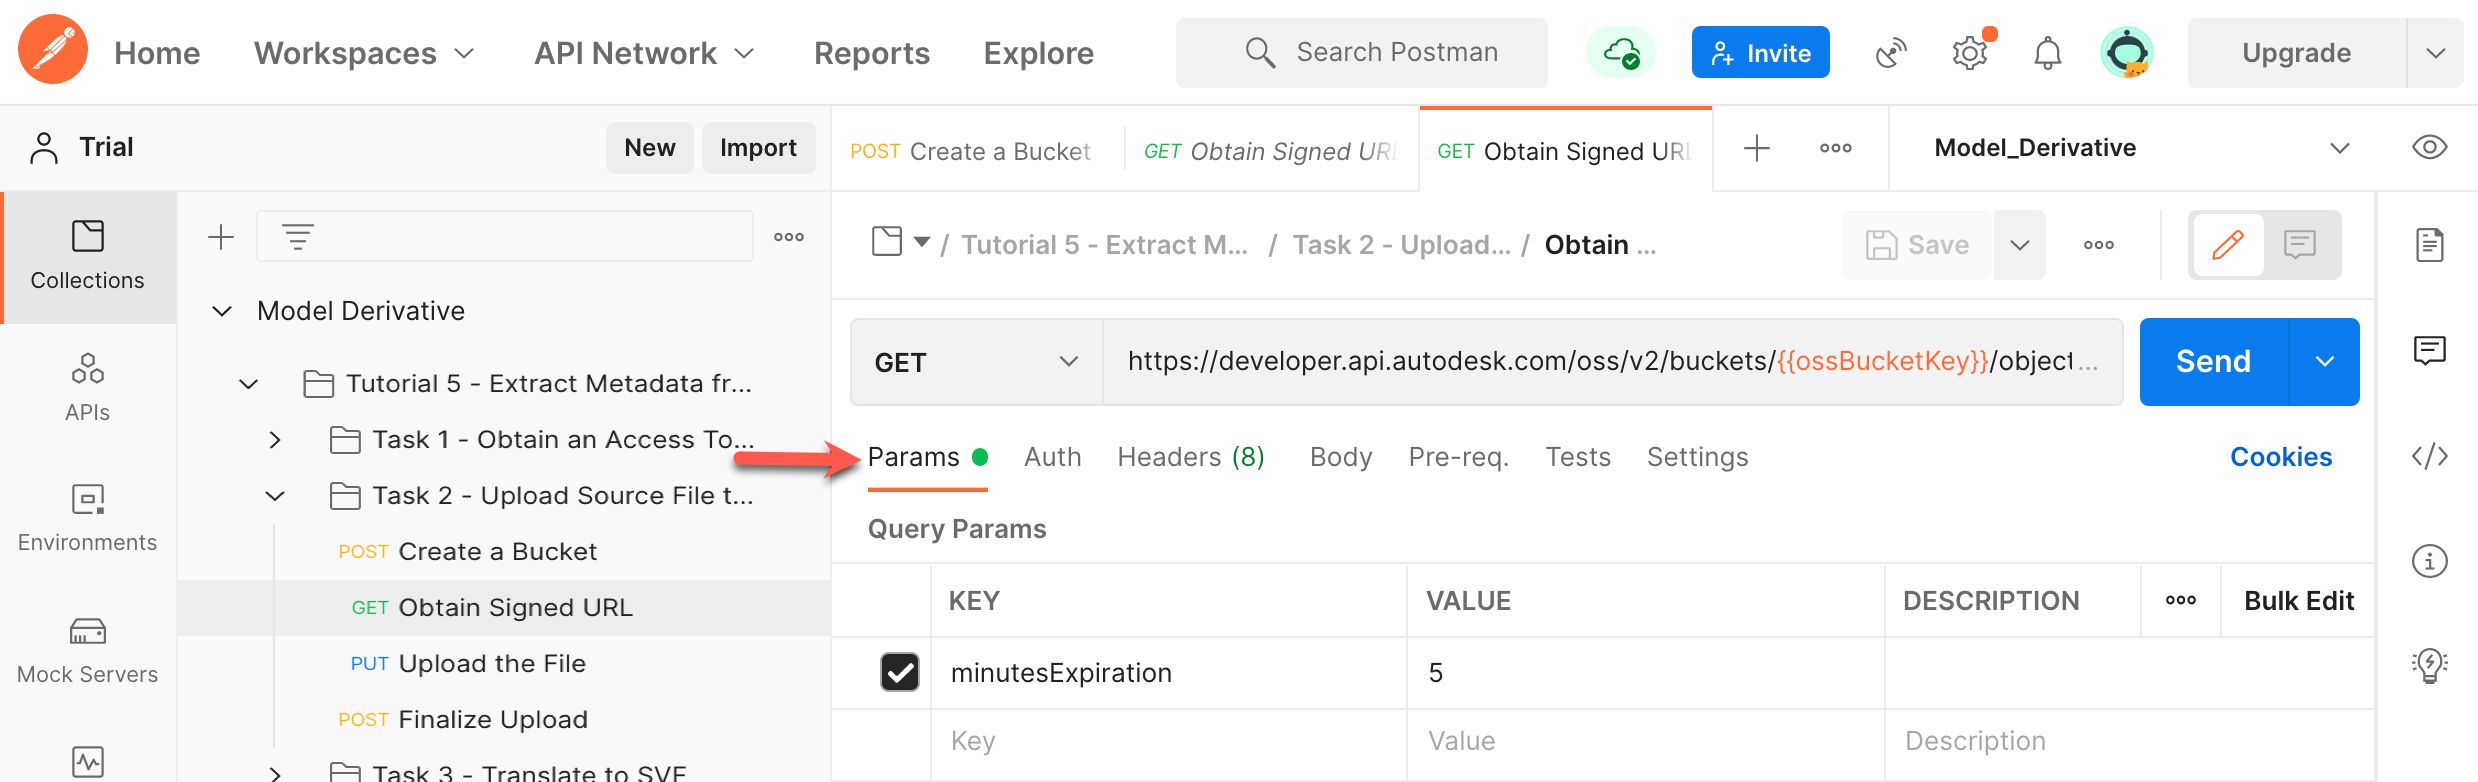 Home Workspaces API Network Reports Explore Search Postman Invite Upgrade
Trial New Import POST Create a Bucket GET Obtain Signed URL GET Obtain Signed URL Model_Derivative
Collections
APIs
Environments
Mock Servers
Model Derivative
Tutorial 5 - Extract Metadata fr...
Task 1 - Obtain an Access To...
Task 2 - Upload Source File t...
POST Create a Bucket
GET Obtain Signed URL
PUT Upload the File
POST Finalize Upload
Task 3 - Translate to SVF
/ Tutorial 5 - Extract M... / Task 2 - Upload... / Obtain ... Save
GET https://developer.api.autodesk.com/oss/v2/buckets/{{ossBucketKey}}/object... Send
Params Auth Headers (8) Body Pre-req. Tests Settings Cookies
Query Params
KEY VALUE DESCRIPTION Bulk Edit
minutesExpiration 5
Key Value Description